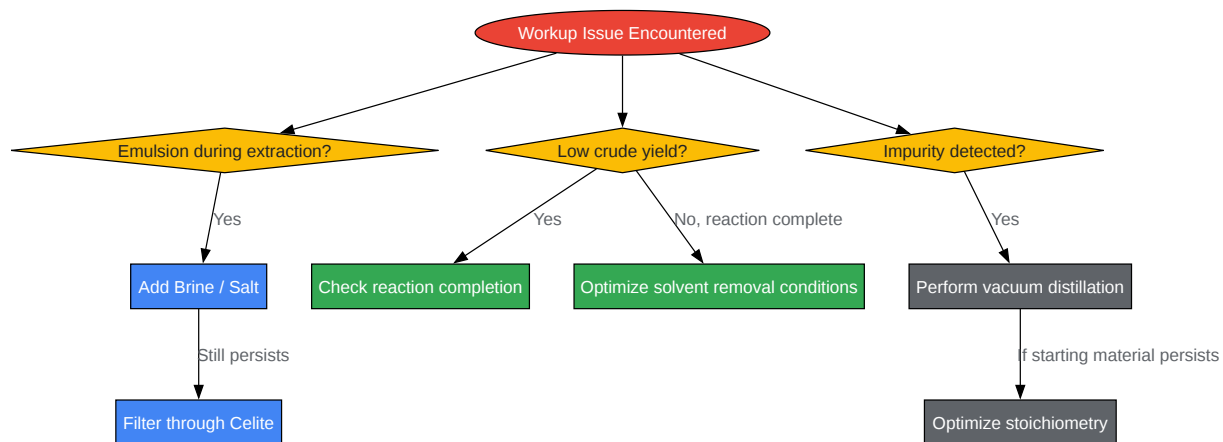 Workup Issue Encountered
Emulsion during extraction?
Low crude yield?
Impurity detected?
Yes
Yes
No, reaction complete
Yes
Add Brine / Salt
Check reaction completion
Optimize solvent removal conditions
Perform vacuum distillation
Still persists
If starting material persists
Filter through Celite
Optimize stoichiometry